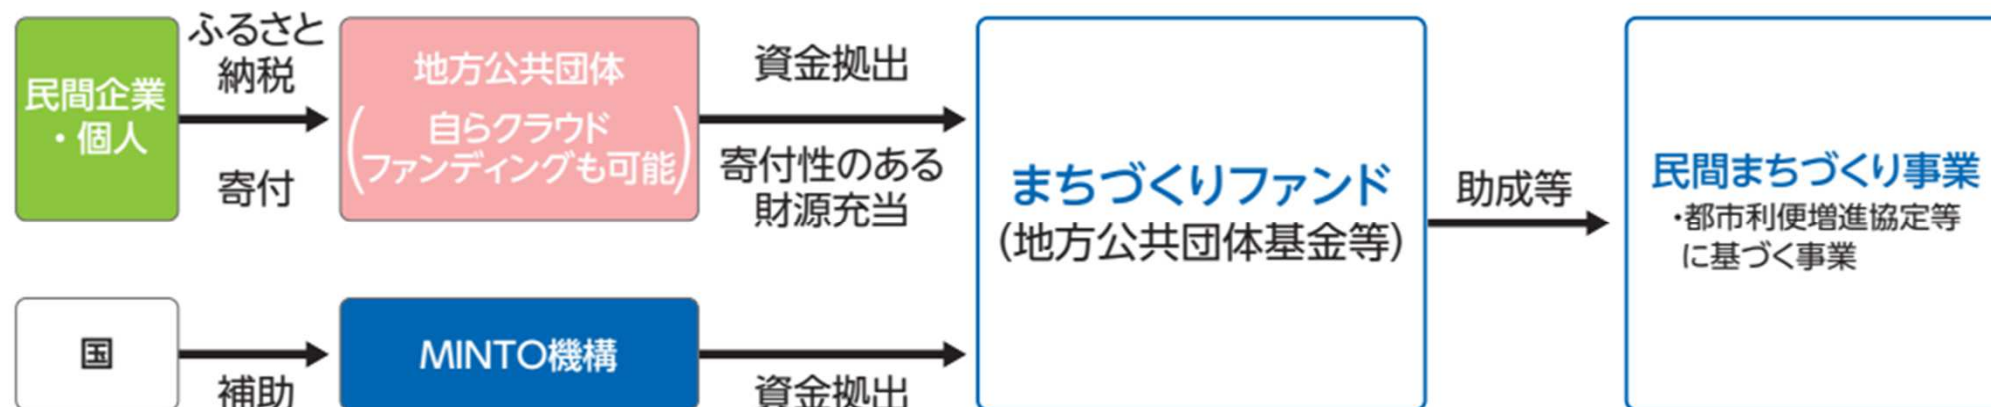 民間企業
・個人
ふるさと
納税
寄付
地方公共団体
(自らクラウド
ファンディングも可能)
資金拠出
寄付性のある
財源充当
まちづくりファンド
(地方公共団体基金等)
助成等
民間まちづくり事業
・都市利便増進協定等
に基づく事業
国
補助
MINTO機構
資金拠出